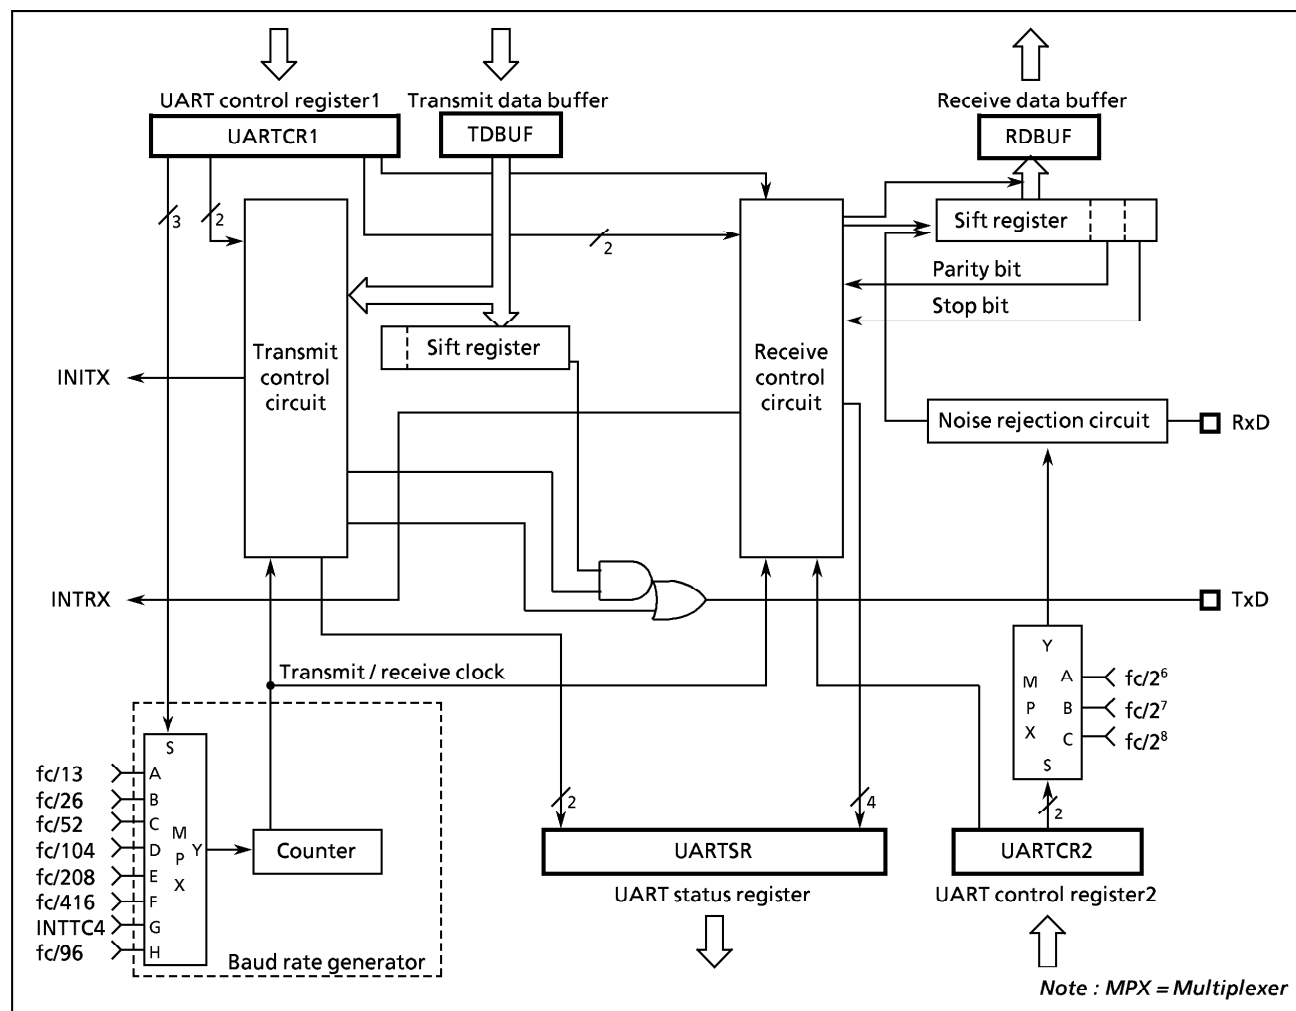 UART control register1
Transmit data buffer
Receive data buffer
UARTCR1
TDBUF
RDBUF
3
2
2
Sift register
Parity bit
Stop bit
Transmit
control
circuit
Sift register
Receive
control
circuit
INITX
Noise rejection circuit
RxD
INTRX
TxD
Transmit / receive clock
Y
M
P
X
A
B
C
S
fc/2⁶
fc/2⁷
fc/2⁸
2
4
2
S
fc/13
fc/26
fc/52
fc/104
fc/208
fc/416
INTTC4
fc/96
A
B
C
D
E
F
G
H
M
P
X
Y
Counter
Baud rate generator
UARTSR
UART status register
UARTCR2
UART control register2
Note : MPX = Multiplexer